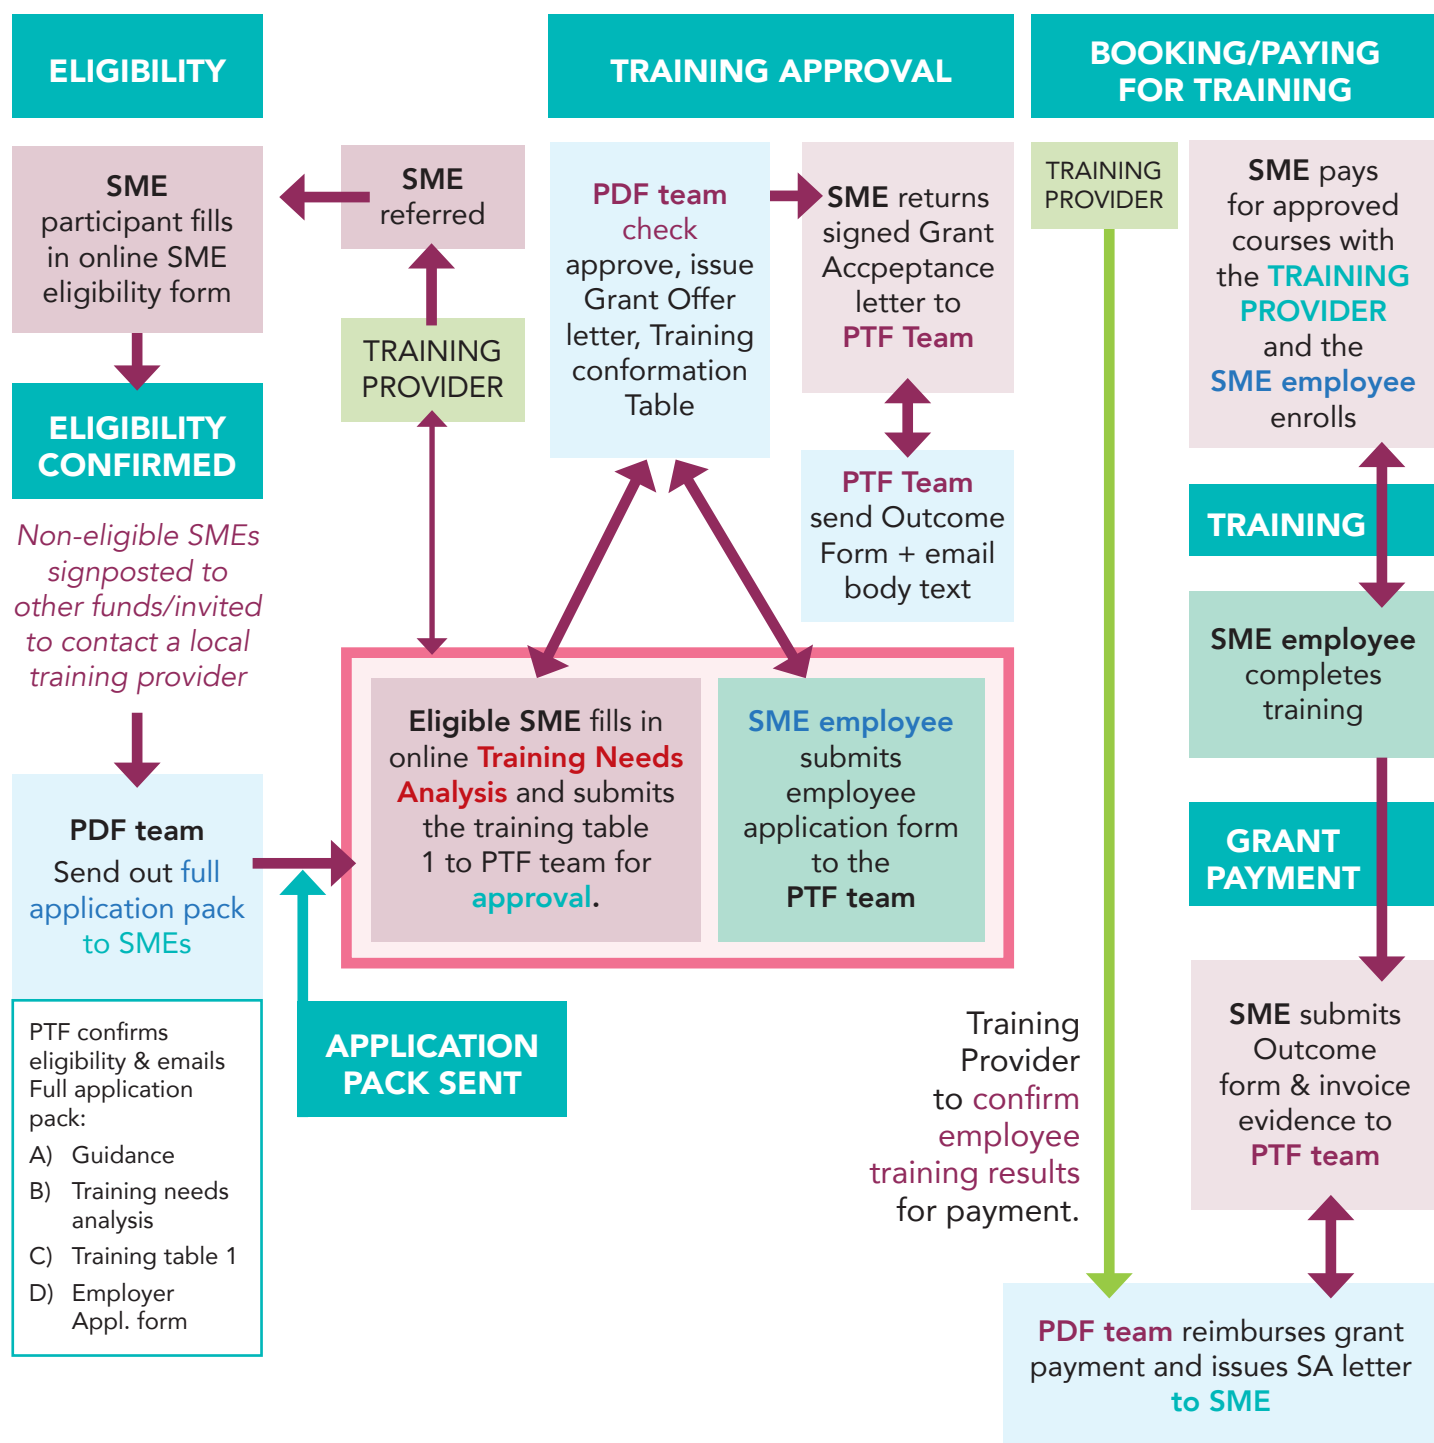 ELIGIBILITY
SME
participant fills
in online SME
eligibility form
SME
referred
TRAINING
PROVIDER
ELIGIBILITY
CONFIRMED
Non-eligible SMEs
signposted to
other funds/invited
to contact a local
training provider
PDF team
Send out full
application pack
to SMEs
PTF confirms
eligibility & emails
Full application
pack:
A) Guidance
B) Training needs
analysis
C) Training table 1
D) Employer
Appl. form
APPLICATION
PACK SENT
TRAINING APPROVAL
PDF team
check
approve, issue
Grant Offer
letter, Training
conformation
Table
SME returns
signed Grant
Accpeptance
letter to
PTF Team
PTF Team
send Outcome
Form + email
body text
Eligible SME fills in
online Training Needs
Analysis and submits
the training table
1 to PTF team for
approval.
SME employee
submits
employee
application form
to the
PTF team
BOOKING/PAYING
FOR TRAINING
TRAINING
PROVIDER
SME pays
for approved
courses with
the TRAINING
PROVIDER
and the
SME employee
enrolls
TRAINING
SME employee
completes
training
GRANT
PAYMENT
SME submits
Outcome
form & invoice
evidence to
PTF team
Training
Provider
to confirm
employee
training results
for payment.
PDF team reimburses grant
payment and issues SA letter
to SME